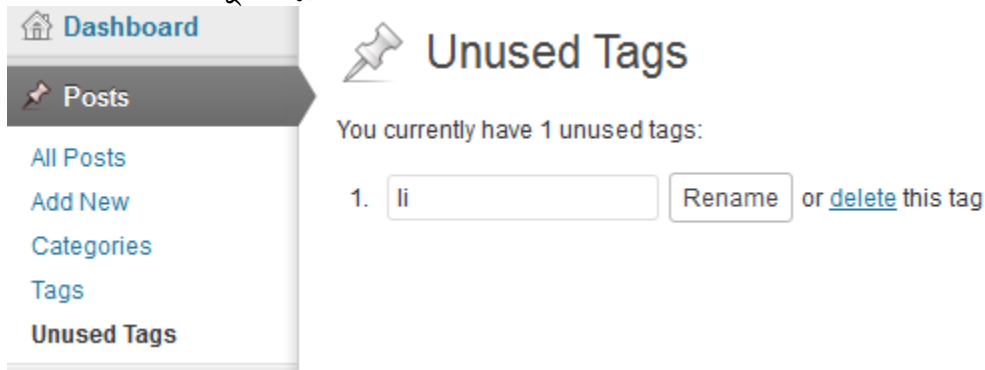 Dashboard
Posts
All Posts
Add New
Categories
Tags
Unused Tags
Unused Tags
You currently have 1 unused tags:
1. li Rename or delete this tag